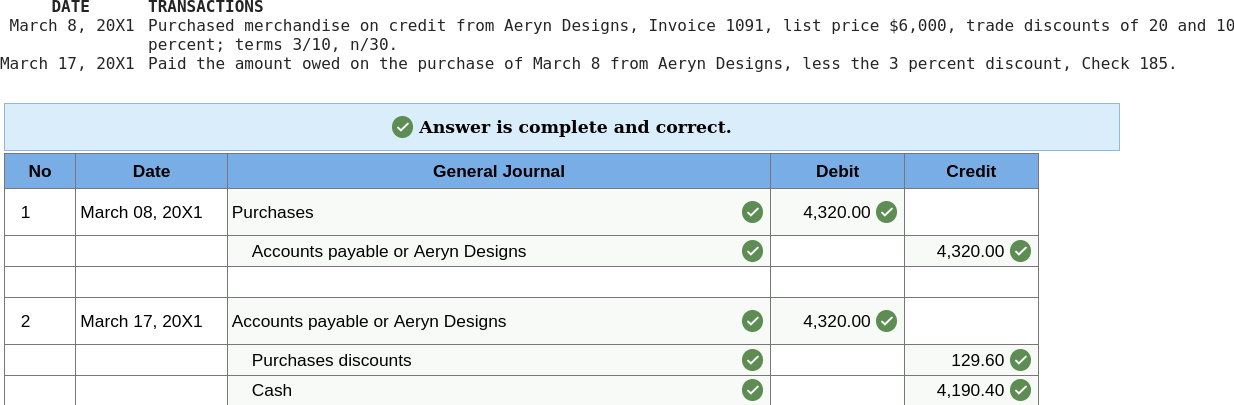 DATE TRANSACTIONS
March 8, 20X1 Purchased merchandise on credit from Aeryn Designs, Invoice 1091, list price $6,000, trade discounts of 20 and 10
percent; terms 3/10, n/30.
March 17, 20X1 Paid the amount owed on the purchase of March 8 from Aeryn Designs, less the 3 percent discount, Check 185.
Answer is complete and correct.
No Date General Journal Debit Credit
1 March 08, 20X1 Purchases 4,320.00
Accounts payable or Aeryn Designs 4,320.00
2 March 17, 20X1 Accounts payable or Aeryn Designs 4,320.00
Purchases discounts 129.60
Cash 4,190.40